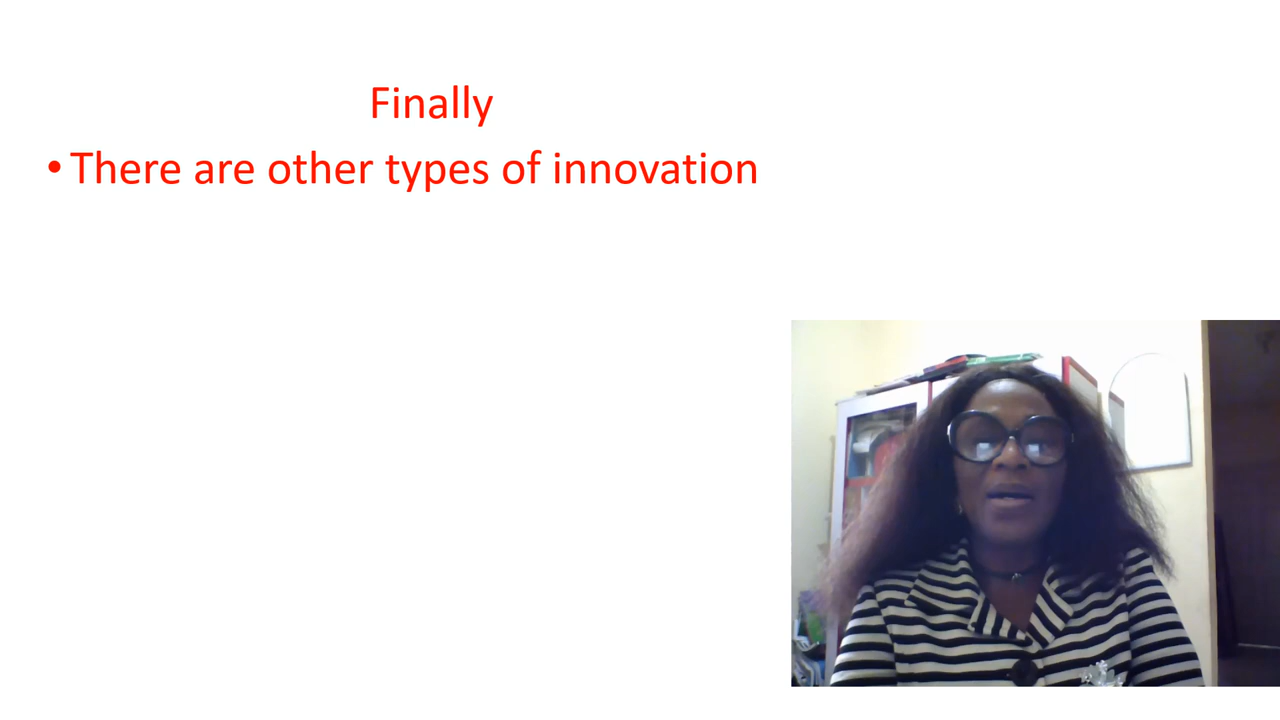 Finally
• There are other types of innovation